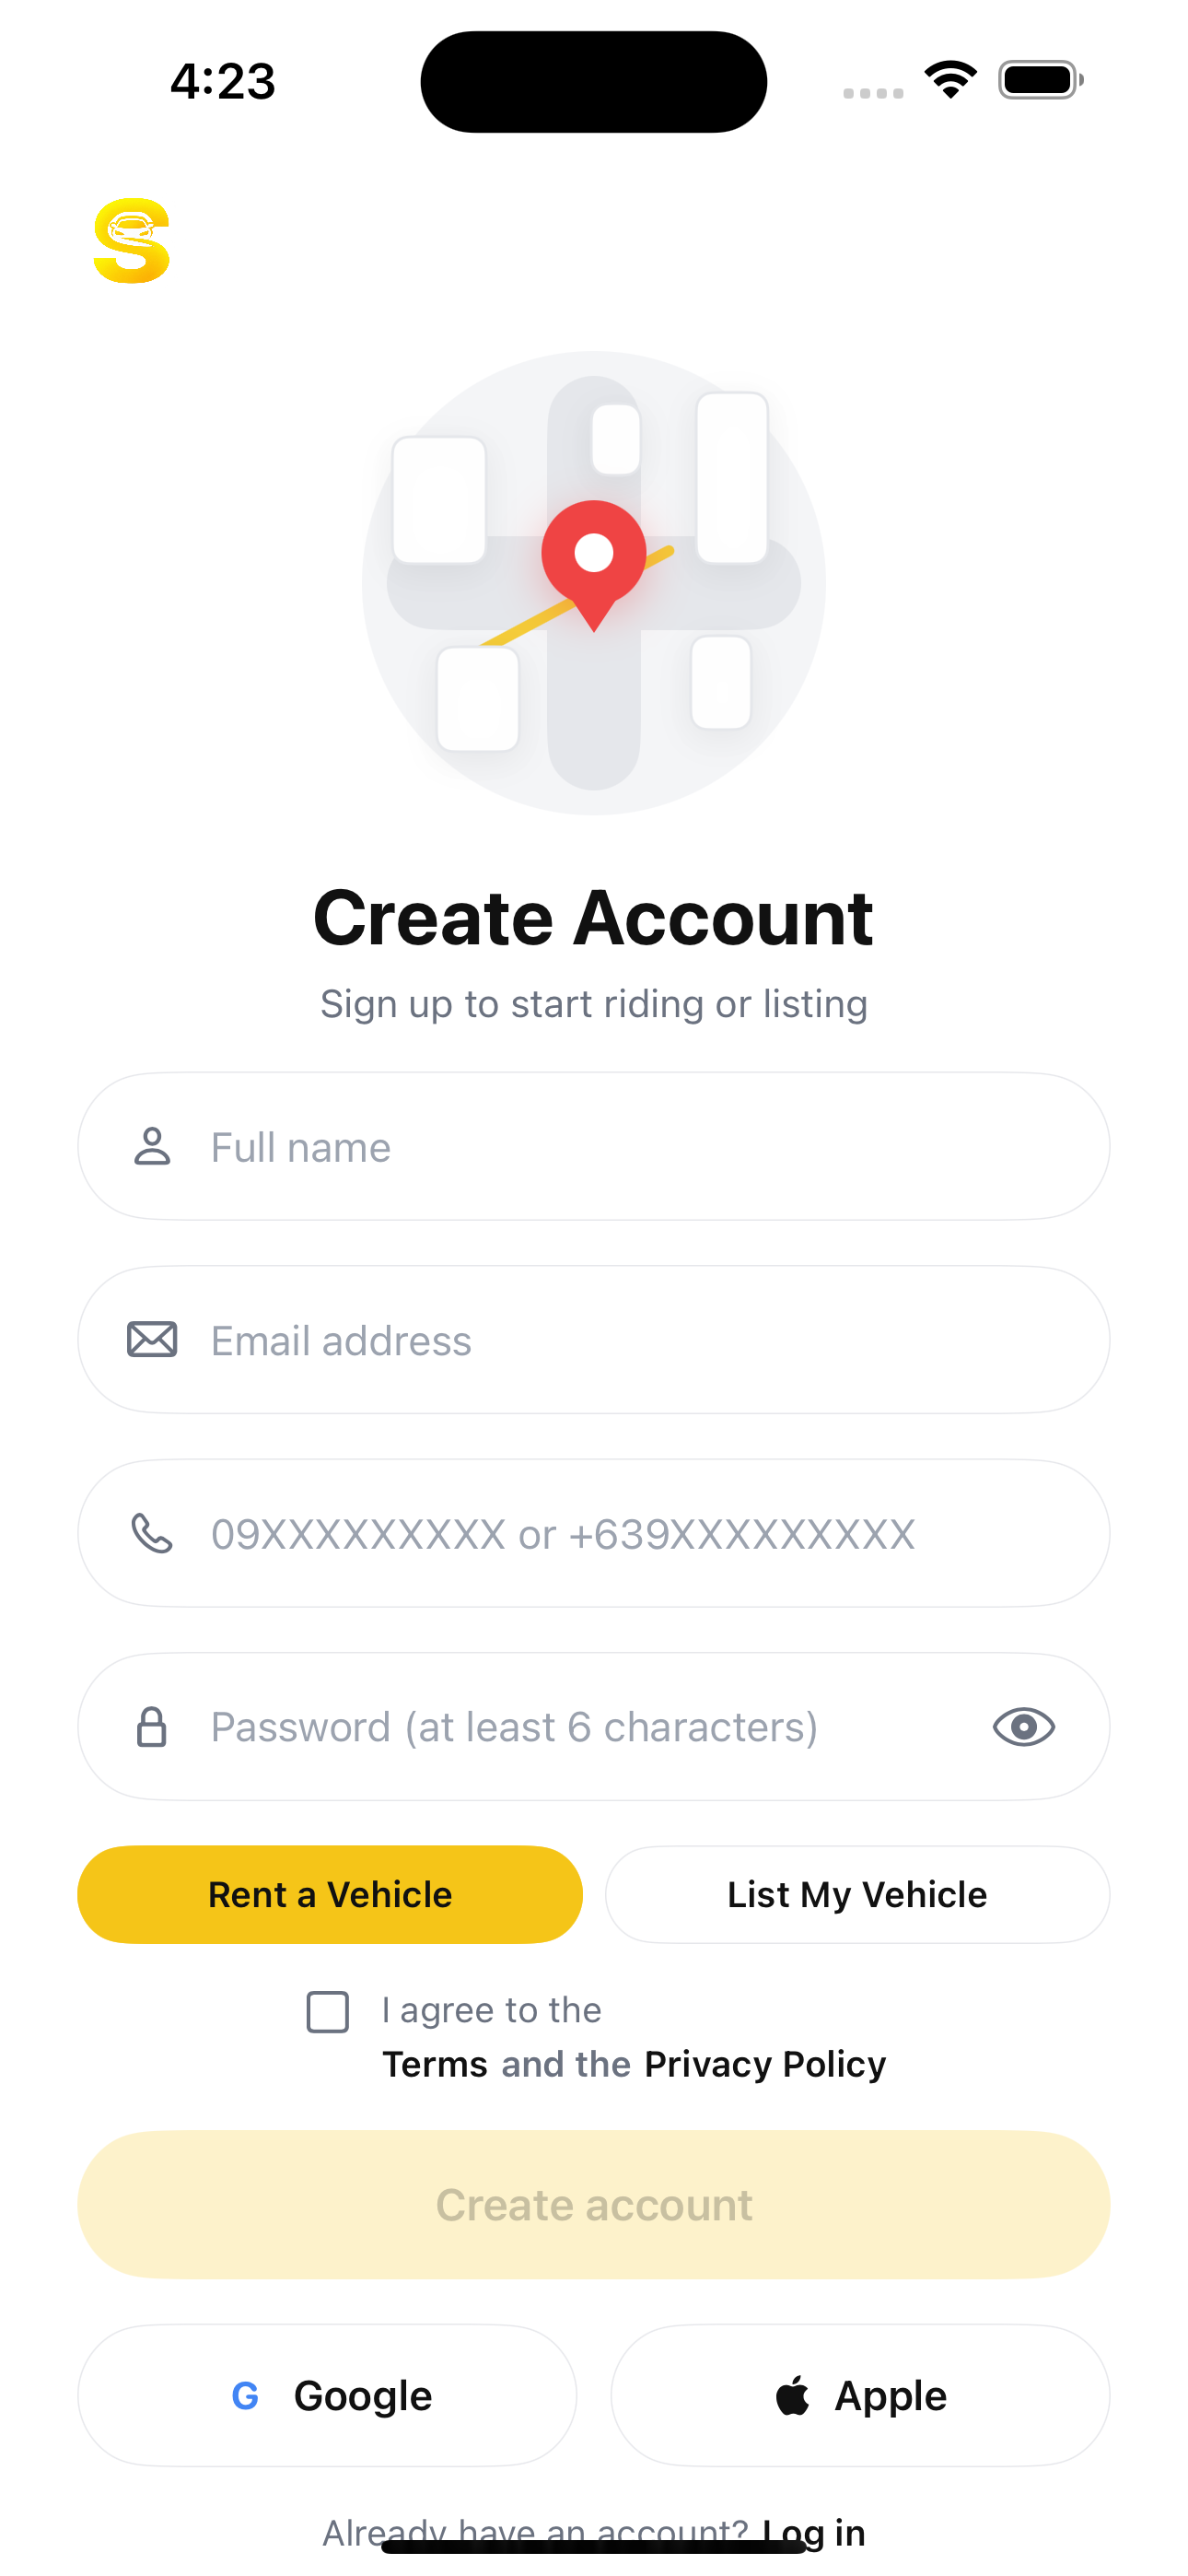 4:23
S
Create Account
Sign up to start riding or listing
Full name
Email address
09XXXXXXXXX or +639XXXXXXXXX
Password (at least 6 characters)
Rent a Vehicle
List My Vehicle
I agree to the
Terms and the Privacy Policy
Create account
G Google
Apple
Already have an account? Log in